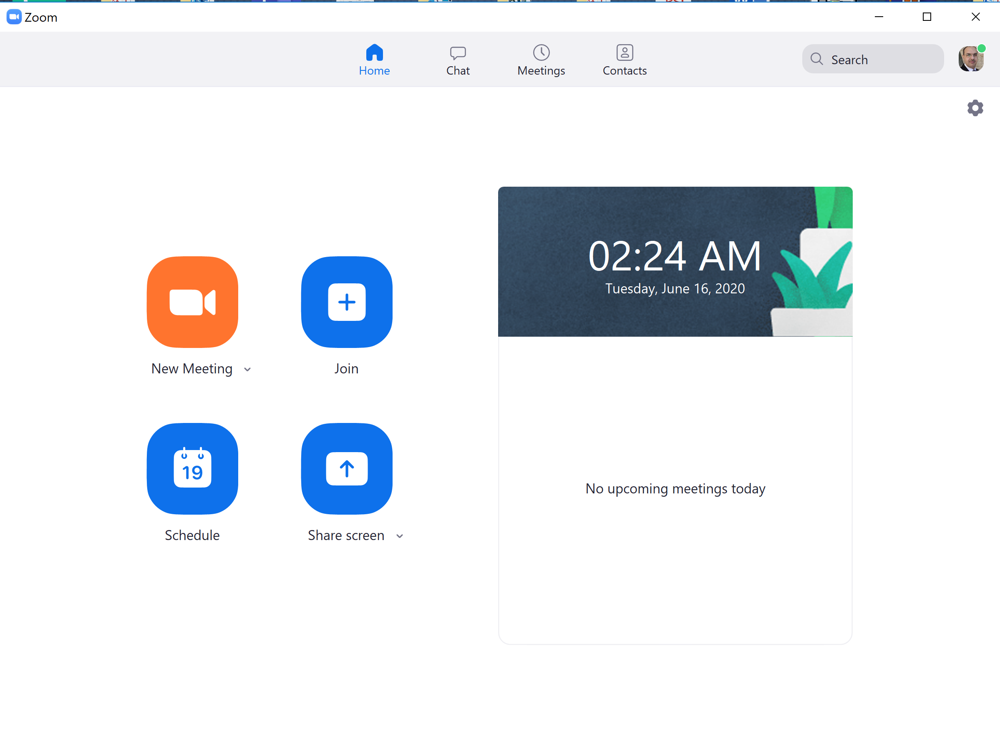 Zoom
Home
Chat
Meetings
Contacts
Search
02:24 AM
Tuesday, June 16, 2020
New Meeting
Join
19
Schedule
Share screen
No upcoming meetings today